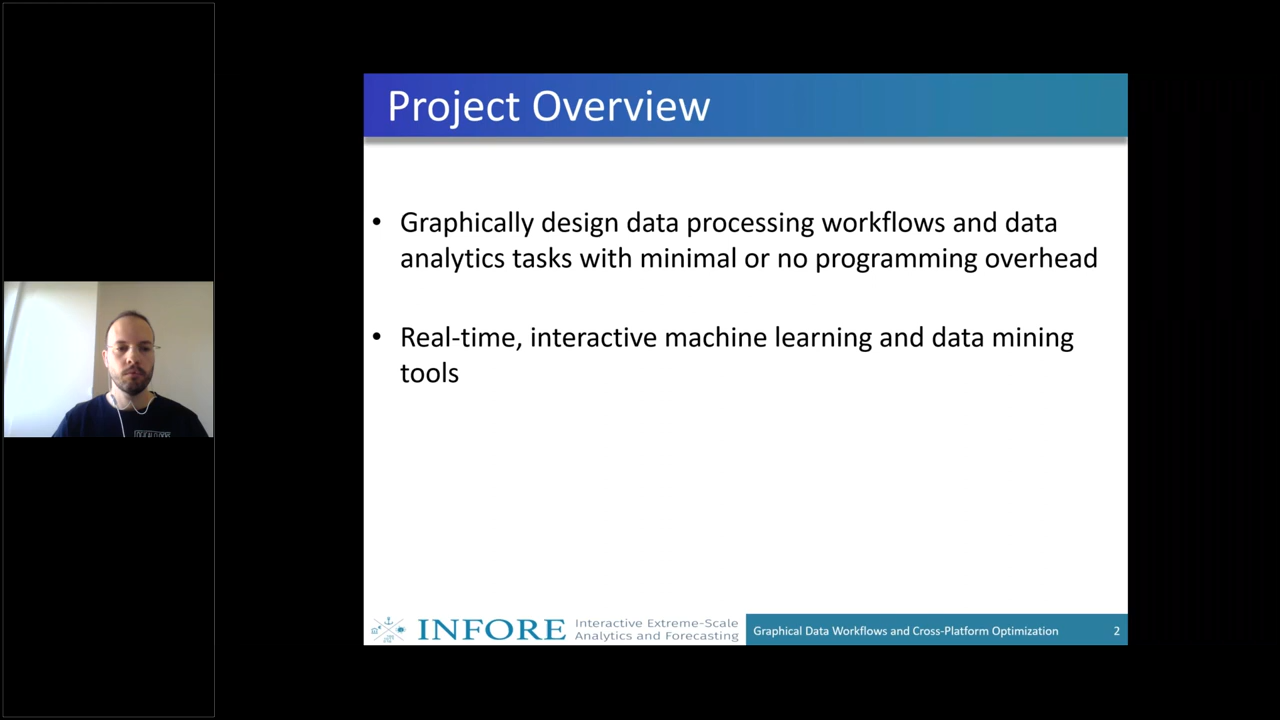 Project Overview
• Graphically design data processing workflows and data
analytics tasks with minimal or no programming overhead
• Real-time, interactive machine learning and data mining
tools
INFORE
Interactive Extreme-Scale
Analytics and Forecasting
Graphical Data Workflows and Cross-Platform Optimization
2